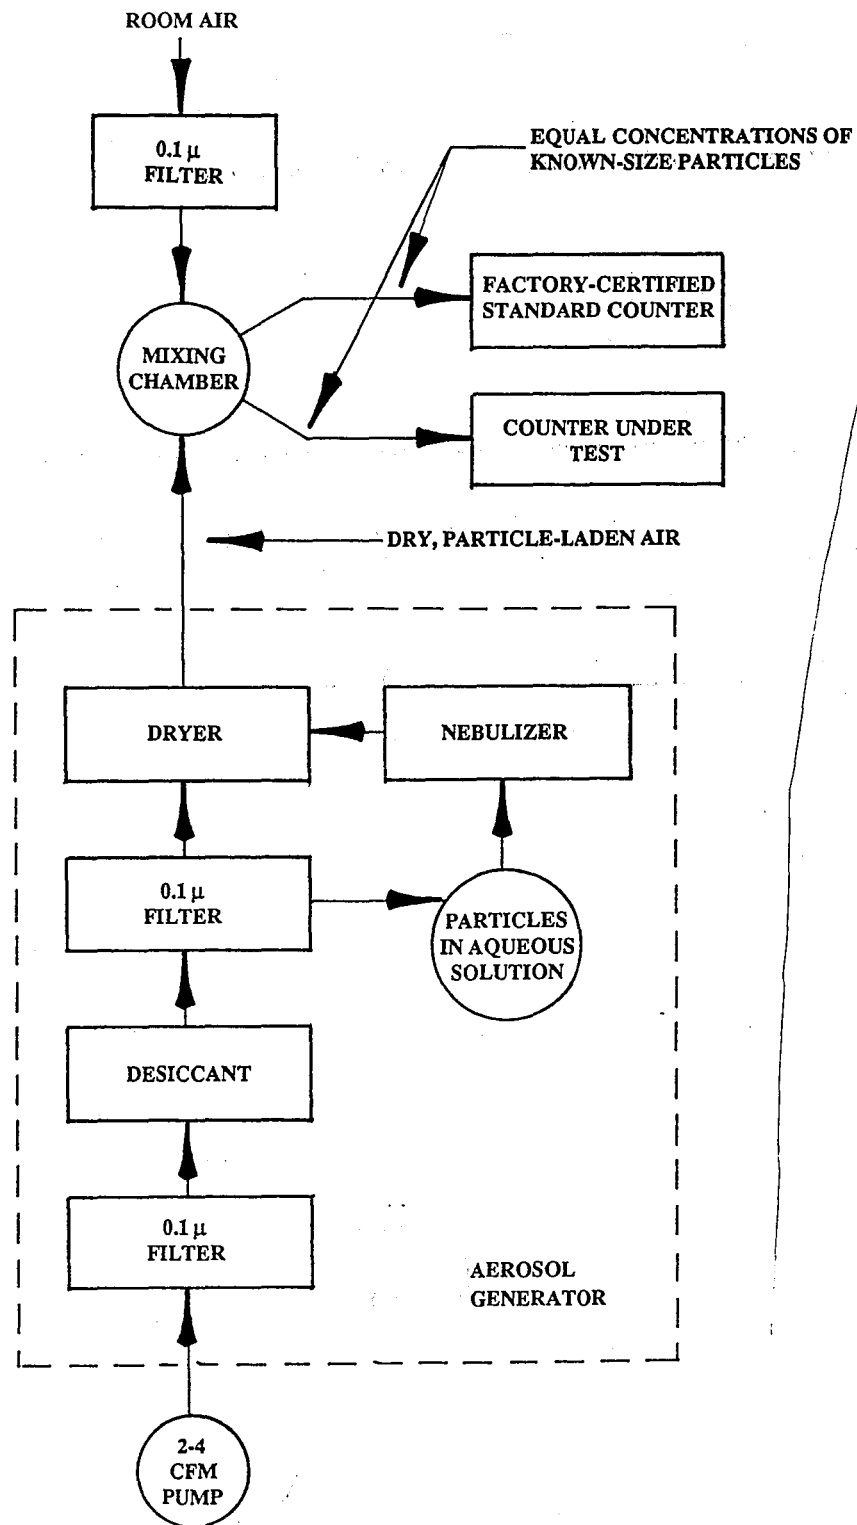 ROOM AIR
0.1 μ
FILTER
EQUAL CONCENTRATIONS OF
KNOWN-SIZE PARTICLES
FACTORY-CERTIFIED
STANDARD COUNTER
MIXING
CHAMBER
COUNTER UNDER
TEST
DRY, PARTICLE-LADEN AIR
DRYER
NEBULIZER
0.1 μ
FILTER
PARTICLES
IN AQUEOUS
SOLUTION
DESICCANT
0.1 μ
FILTER
AEROSOL
GENERATOR
2-4
CFM
PUMP